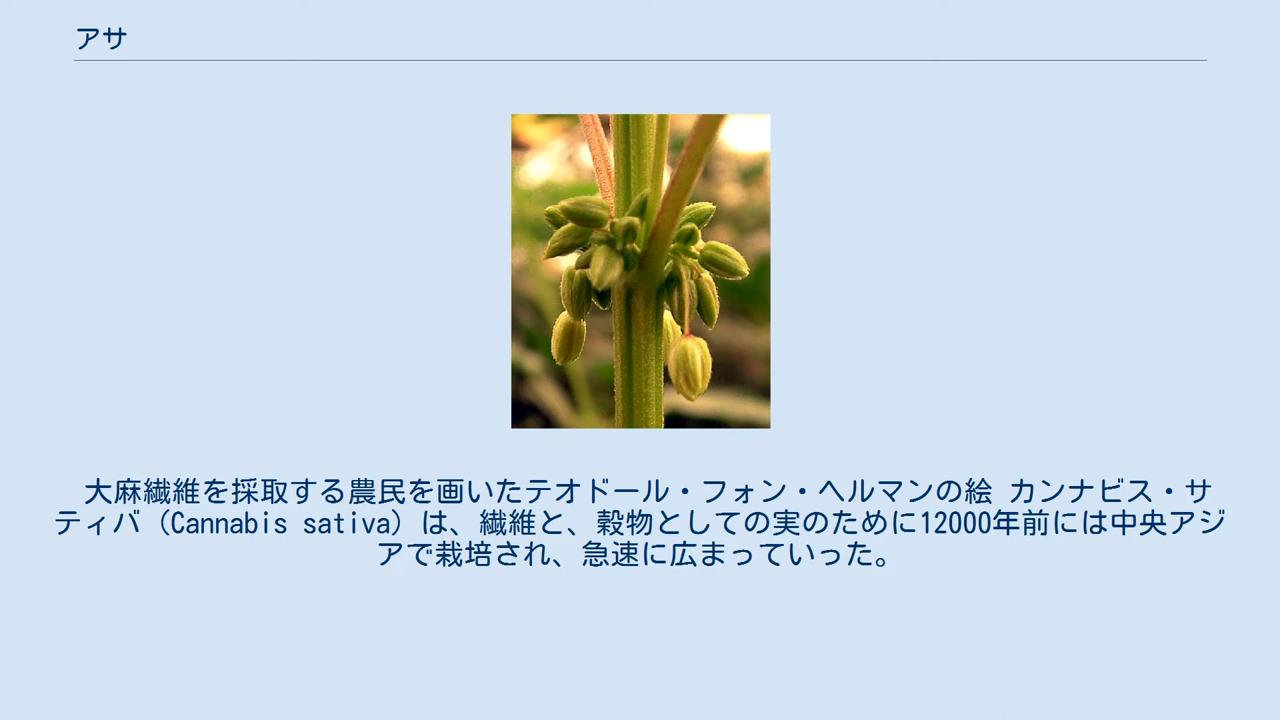 アサ
大麻繊維を採取する農民を画いたテオドール・フォン・ヘルマンの絵 カンナビス・サ
ティバ（Cannabis sativa）は、繊維と、穀物としての実のために12000年前には中央アジ
アで栽培され、急速に広まっていった。